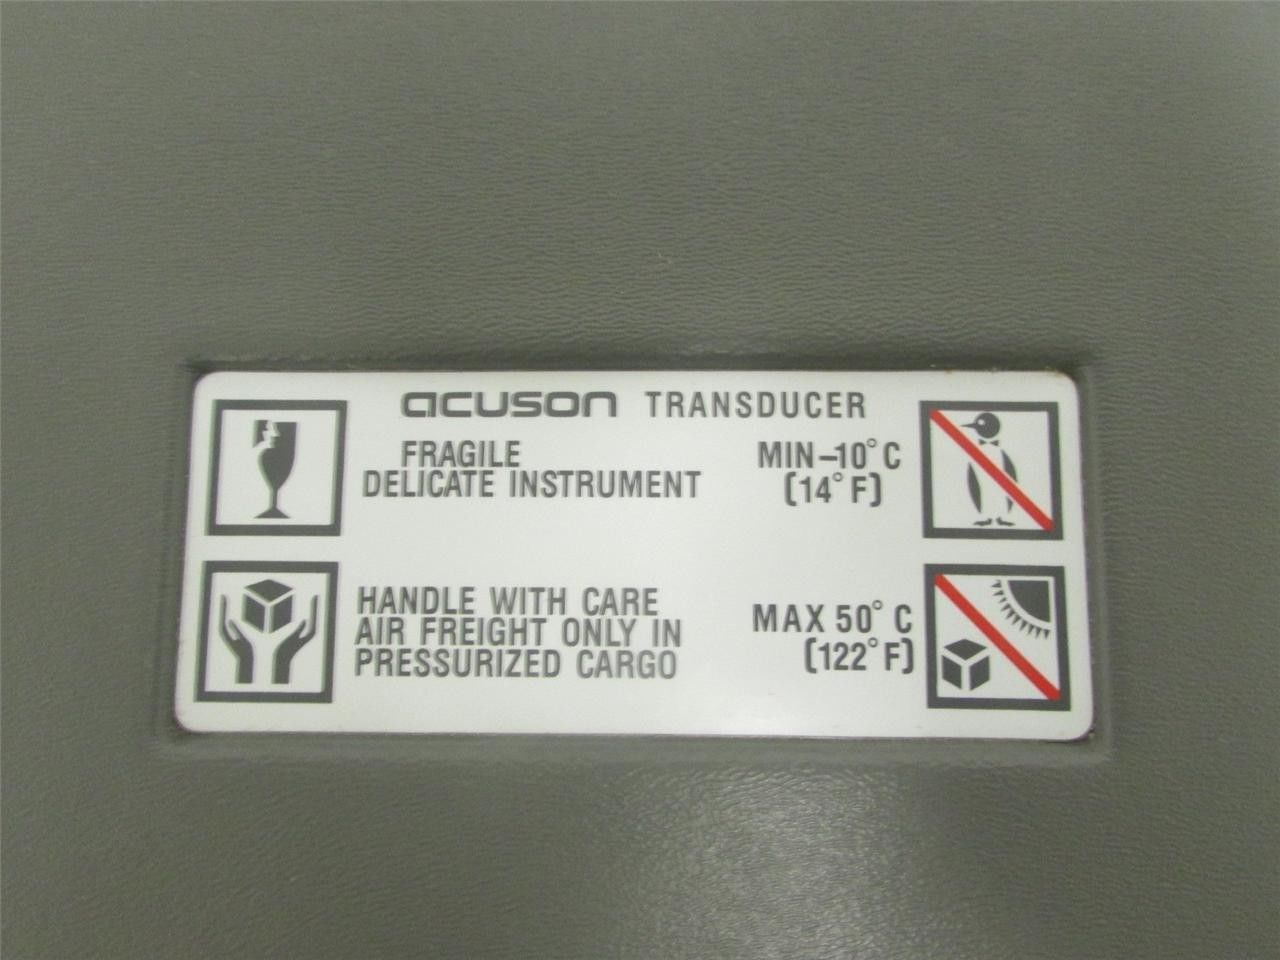 acuson TRANSDUCER
FRAGILE
DELICATE INSTRUMENT
MIN –10° C
(14° F)
HANDLE WITH CARE
AIR FREIGHT ONLY IN
PRESSURIZED CARGO
MAX 50° C
(122° F)